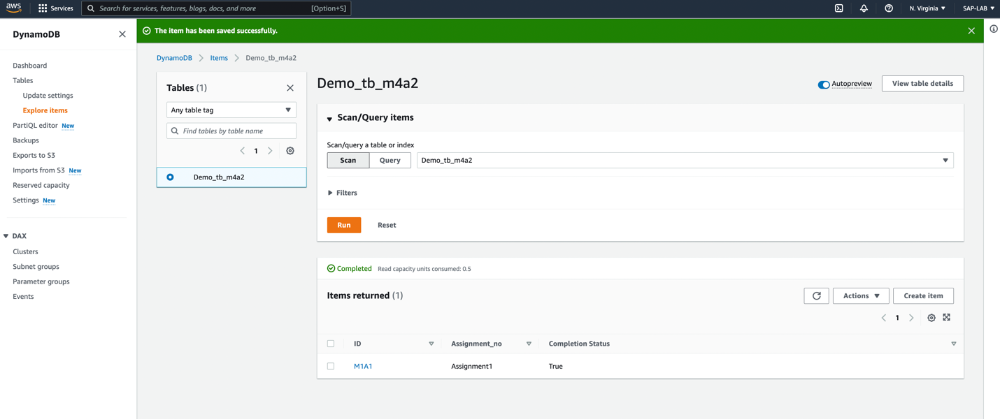 aws
Services
Search for services, features, blogs, docs, and more
[Option+S]
N. Virginia
SAP-LAB
DynamoDB
Dashboard
Tables
Update settings
Explore items
PartiQL editor New
Backups
Exports to S3
Imports from S3 New
Reserved capacity
Settings New
DAX
Clusters
Subnet groups
Parameter groups
Events
The item has been saved successfully.
DynamoDB Items Demo_tb_m4a2
Tables (1)
Any table tag
Find tables by table name
1
Demo_tb_m4a2
Demo_tb_m4a2
Autopreview
View table details
Scan/Query items
Scan/query a table or index
Scan Query Demo_tb_m4a2
Filters
Run Reset
Completed Read capacity units consumed: 0.5
Items returned (1)
Actions Create item
1
ID Assignment_no Completion Status
M1A1 Assignment1 True